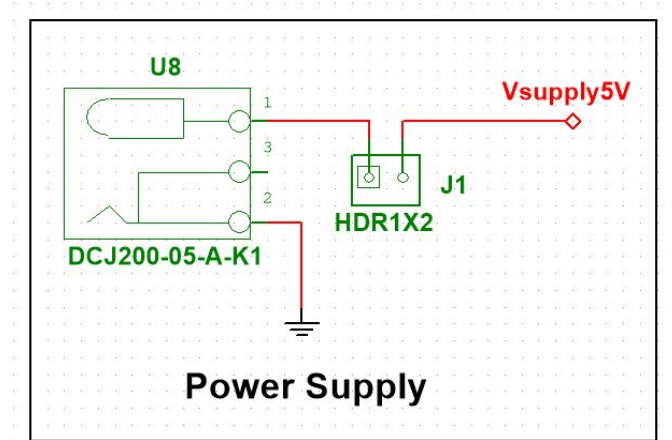 U8
1
Vsupply5V
3
J1
2
HDR1X2
DCJ200-05-A-K1
Power Supply